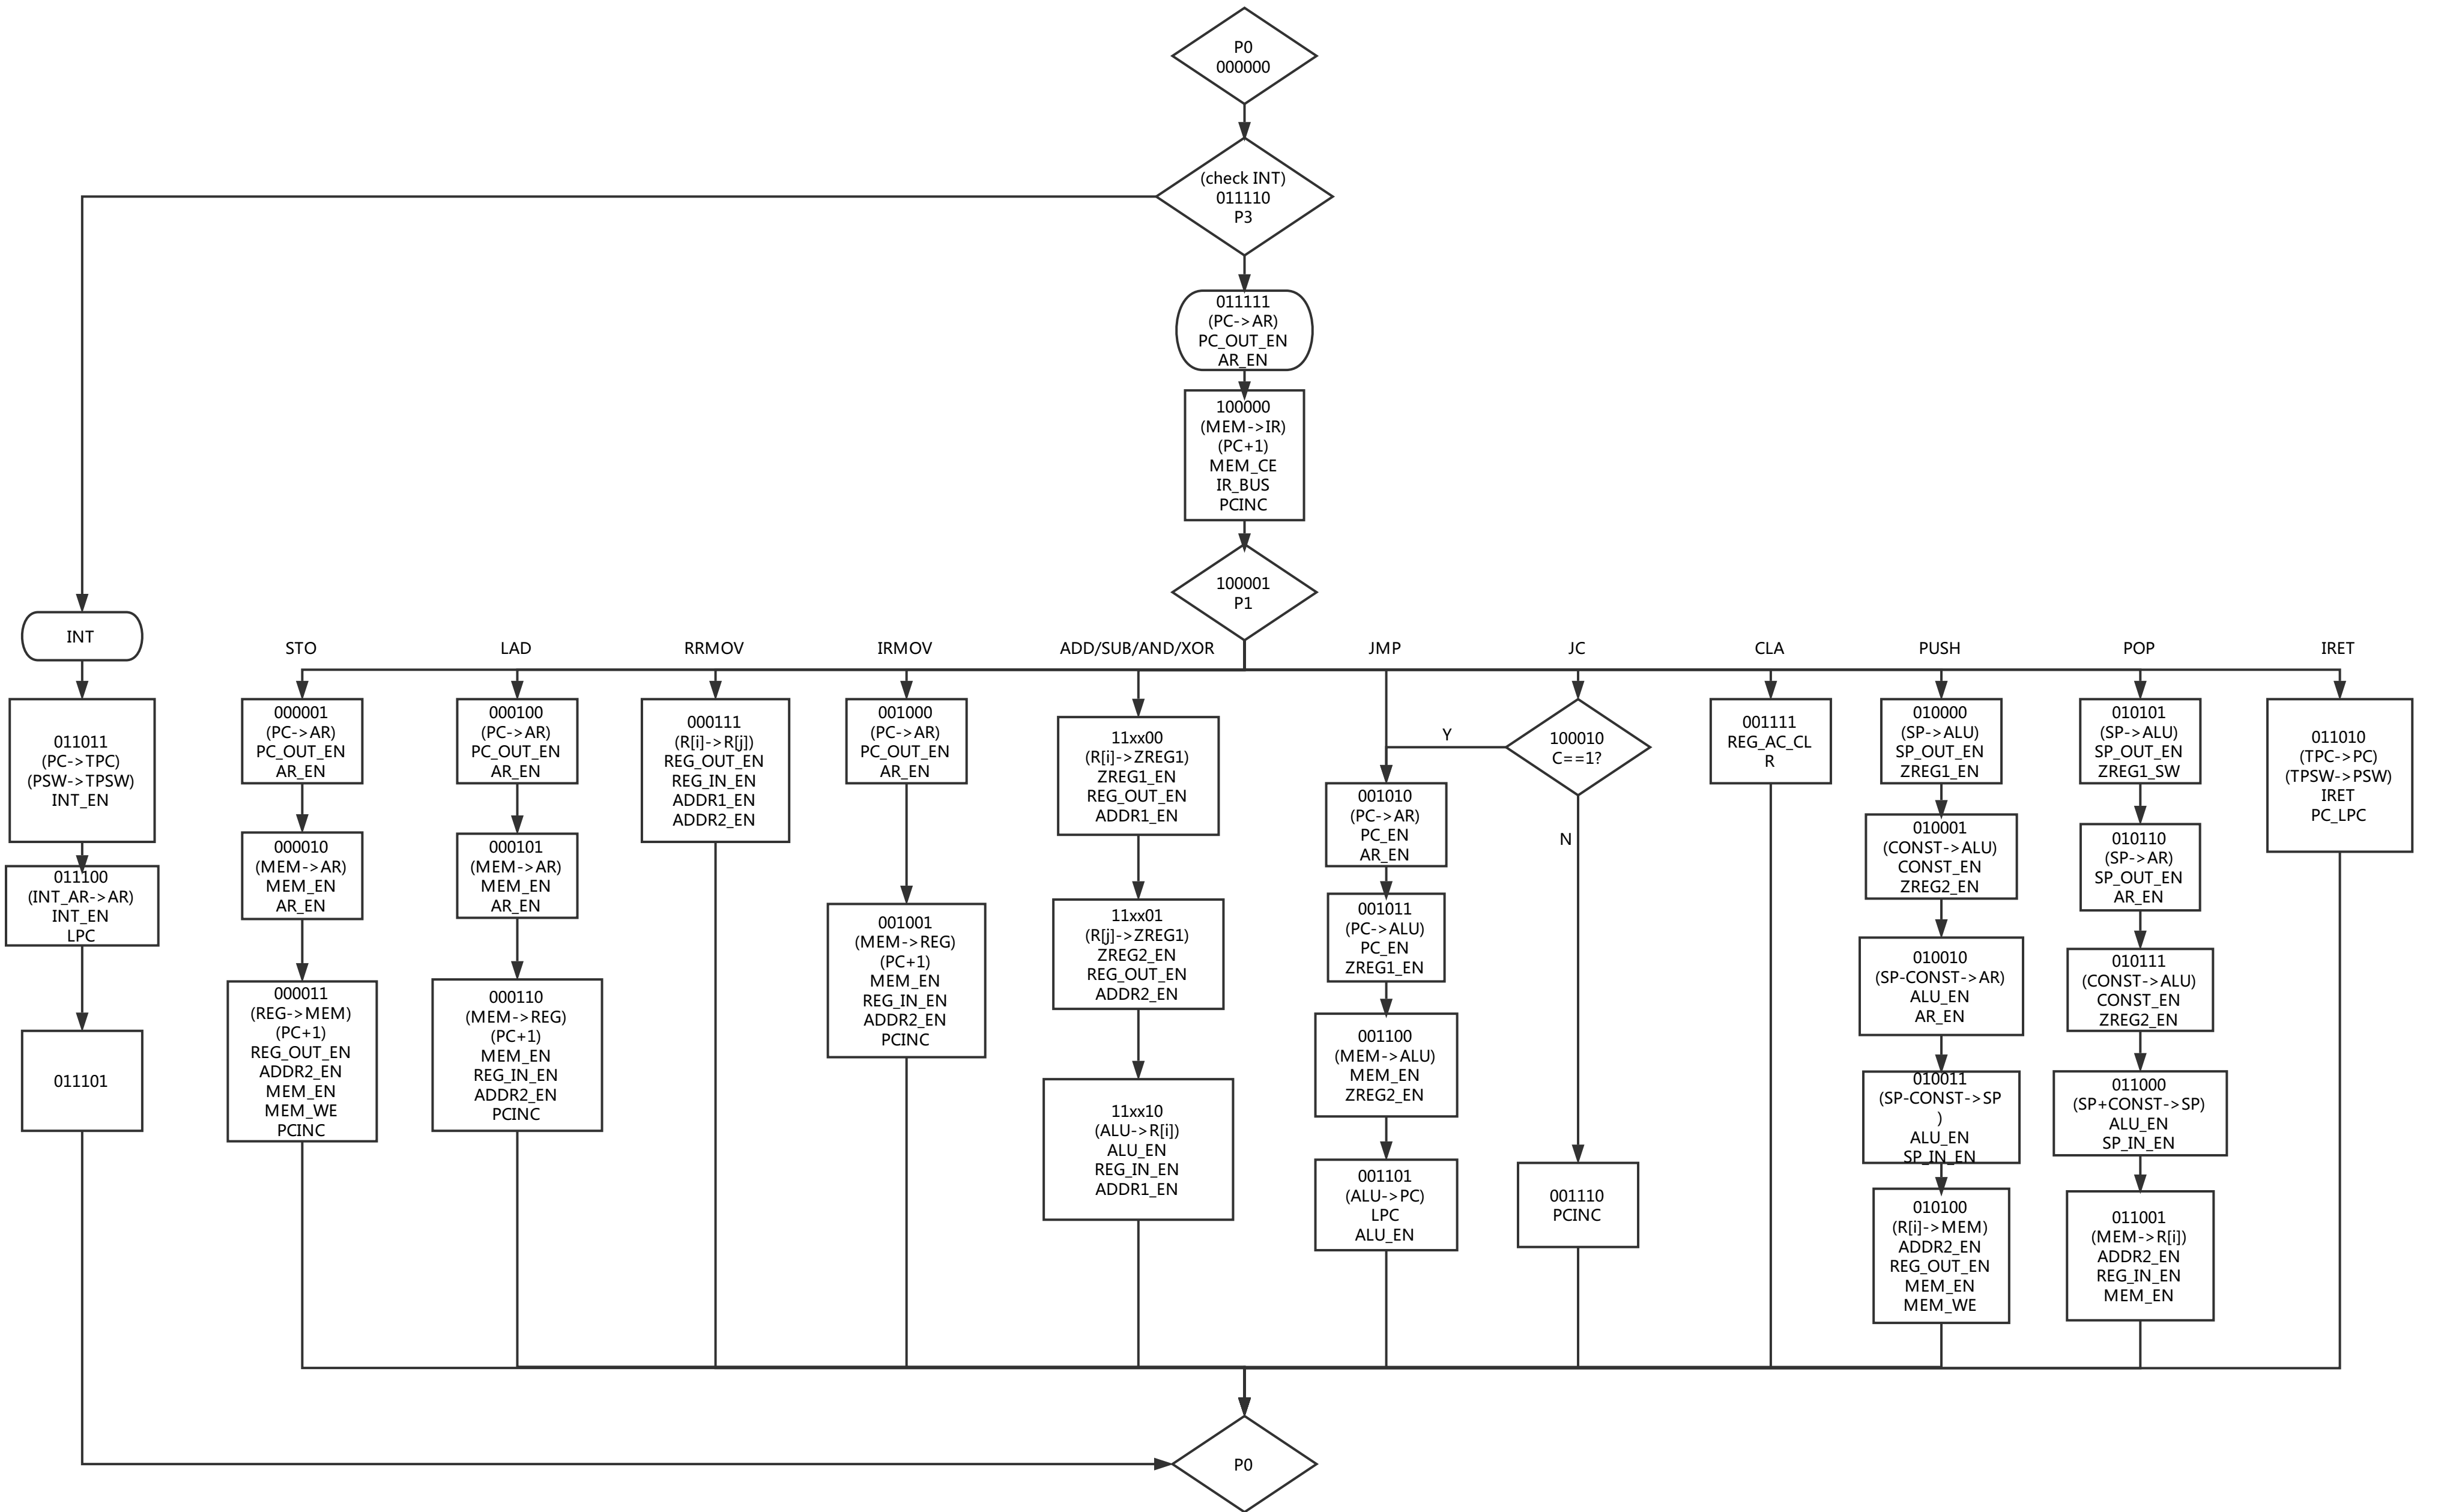 P0
000000
(check INT)
011110
P3
011111
(PC->AR)
PC_OUT_EN
AR_EN
100000
(MEM->IR)
(PC+1)
MEM_CE
IR_BUS
PCINC
100001
P1
INT
011011
(PC->TPC)
(PSW->TPSW)
INT_EN
011100
(INT_AR->AR)
INT_EN
LPC
011101
STO
000001
(PC->AR)
PC_OUT_EN
AR_EN
000010
(MEM->AR)
MEM_EN
AR_EN
000011
(REG->MEM)
(PC+1)
REG_OUT_EN
ADDR2_EN
MEM_EN
MEM_WE
PCINC
LAD
000100
(PC->AR)
PC_OUT_EN
AR_EN
000101
(MEM->AR)
MEM_EN
AR_EN
000110
(MEM->REG)
(PC+1)
MEM_EN
REG_IN_EN
ADDR2_EN
PCINC
RRMOV
000111
(R[i]->R[j])
REG_OUT_EN
REG_IN_EN
ADDR1_EN
ADDR2_EN
IRMOV
001000
(PC->AR)
PC_OUT_EN
AR_EN
001001
(MEM->REG)
(PC+1)
MEM_EN
REG_IN_EN
ADDR2_EN
PCINC
ADD/SUB/AND/XOR
11xx00
(R[i]->ZREG1)
ZREG1_EN
REG_OUT_EN
ADDR1_EN
11xx01
(R[j]->ZREG1)
ZREG2_EN
REG_OUT_EN
ADDR2_EN
11xx10
(ALU->R[i])
ALU_EN
REG_IN_EN
ADDR1_EN
JMP
001010
(PC->AR)
PC_EN
AR_EN
001011
(PC->ALU)
PC_EN
ZREG1_EN
001100
(MEM->ALU)
MEM_EN
ZREG2_EN
001101
(ALU->PC)
LPC
ALU_EN
JC
100010
C==1?
Y
N
001110
PCINC
CLA
001111
REG_AC_CL
R
PUSH
010000
(SP->ALU)
SP_OUT_EN
ZREG1_EN
010001
(CONST->ALU)
CONST_EN
ZREG2_EN
010010
(SP-CONST->AR)
ALU_EN
AR_EN
010011
(SP-CONST->SP
)
ALU_EN
SP_IN_EN
010100
(R[i]->MEM)
ADDR2_EN
REG_OUT_EN
MEM_EN
MEM_WE
POP
010101
(SP->ALU)
SP_OUT_EN
ZREG1_SW
010110
(SP->AR)
SP_OUT_EN
AR_EN
010111
(CONST->ALU)
CONST_EN
ZREG2_EN
011000
(SP+CONST->SP)
ALU_EN
SP_IN_EN
011001
(MEM->R[i])
ADDR2_EN
REG_IN_EN
MEM_EN
IRET
011010
(TPC->PC)
(TPSW->PSW)
IRET
PC_LPC
P0